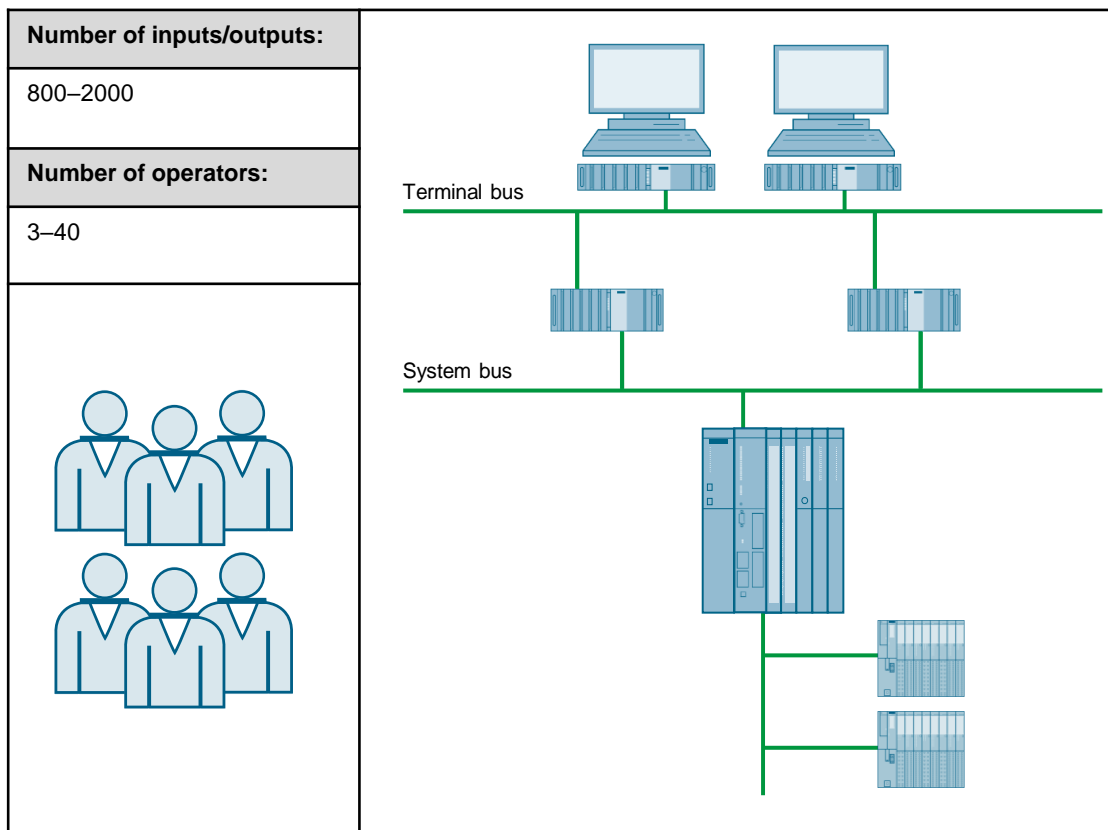 Number of inputs/outputs:
800–2000
Number of operators:
3–40
Terminal bus
System bus